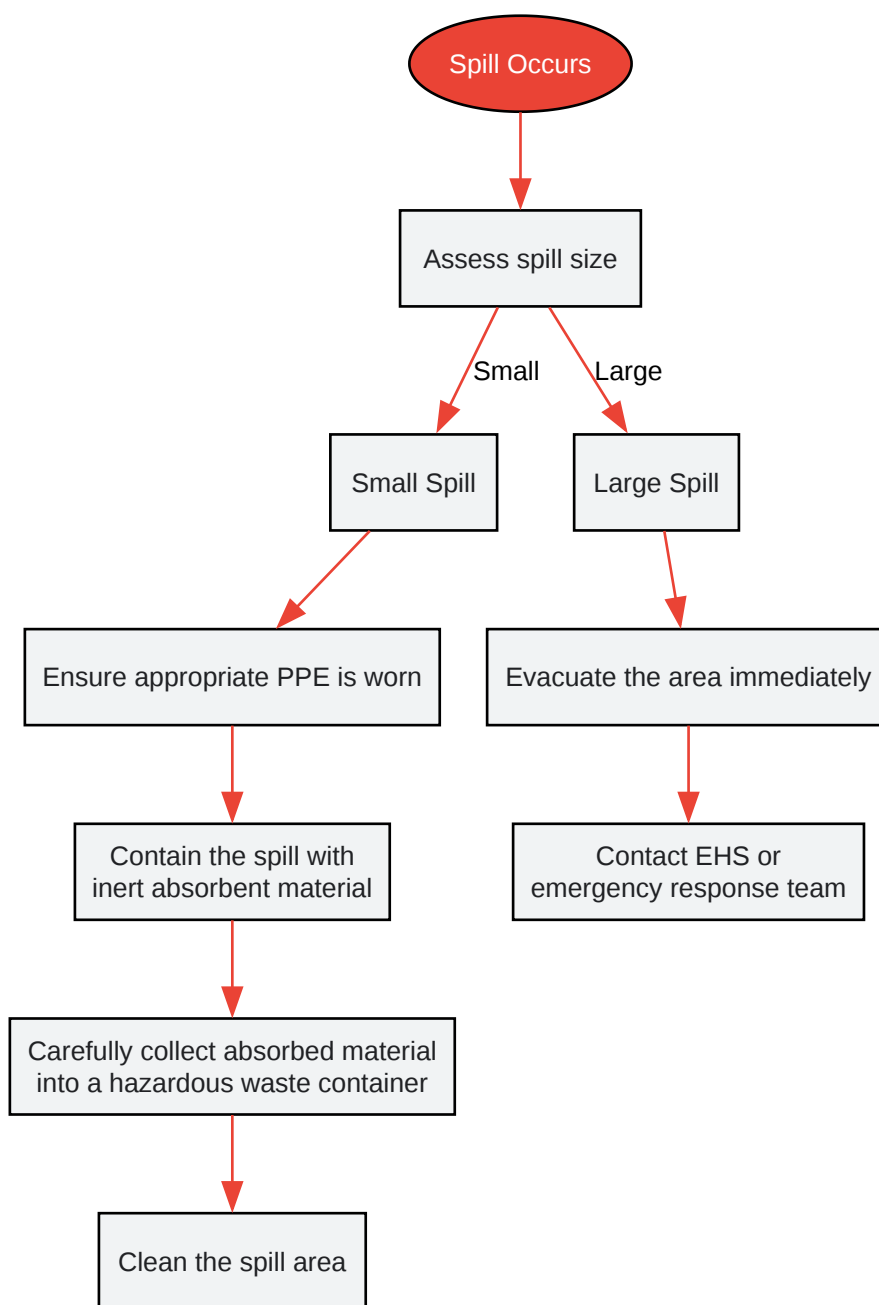 Spill Occurs
Assess spill size
Small
Large
Small Spill
Large Spill
Ensure appropriate PPE is worn
Evacuate the area immediately
Contain the spill with
inert absorbent material
Contact EHS or
emergency response team
Carefully collect absorbed material
into a hazardous waste container
Clean the spill area